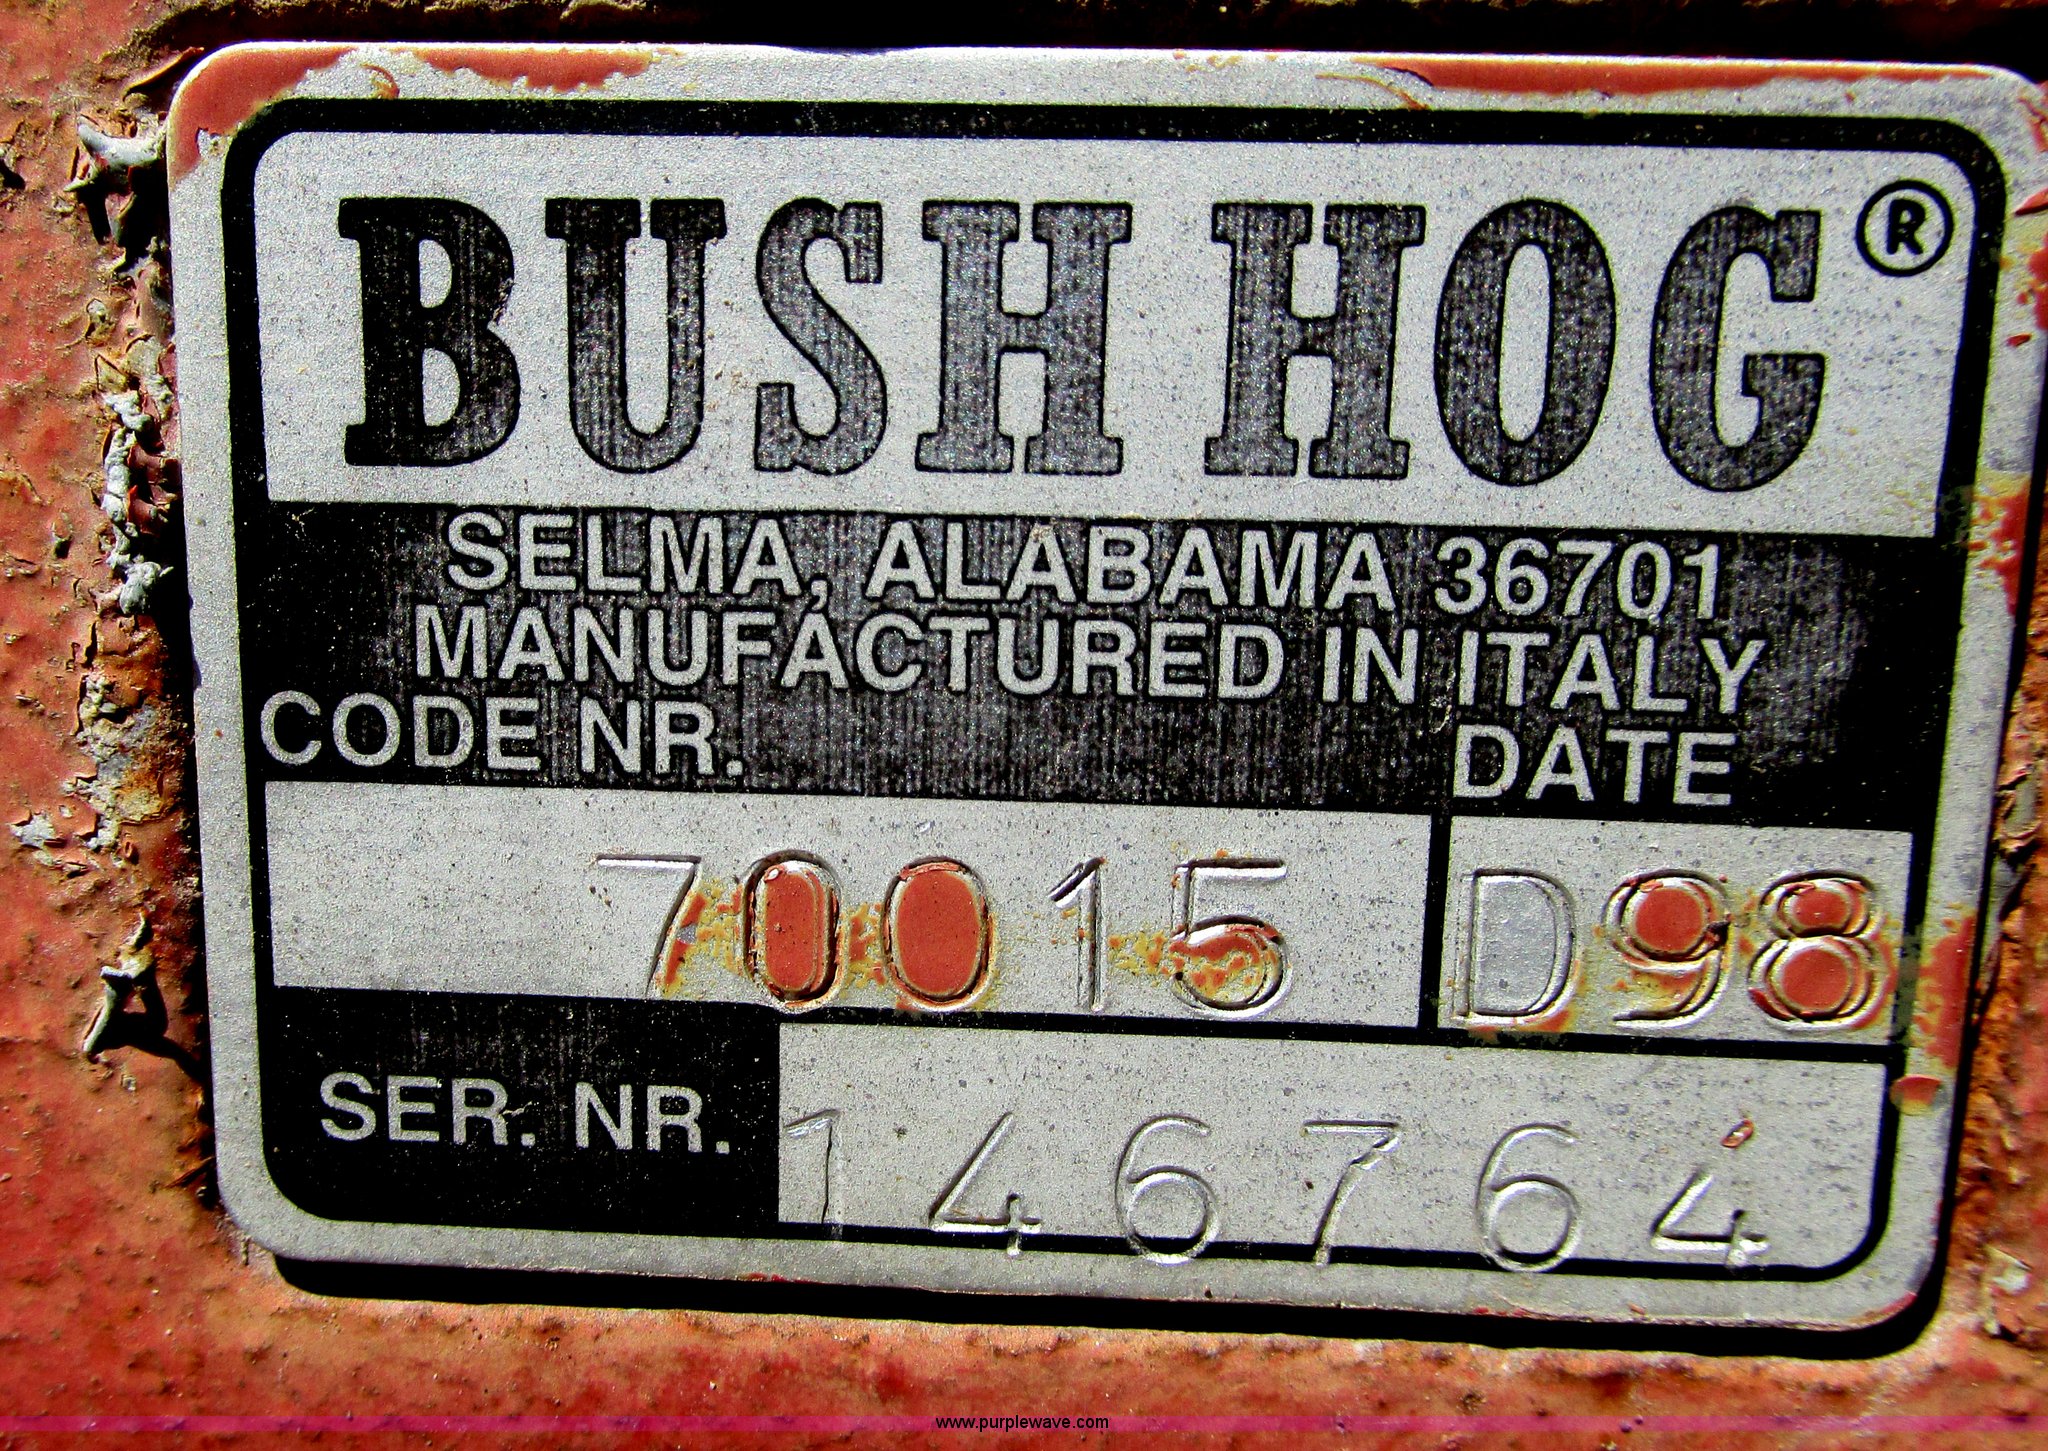 BUSH HOG®
SELMA, ALABAMA 36701
MANUFACTURED IN ITALY
CODE NR. DATE
70015 D98
SER. NR. 146764
www.purplewave.com